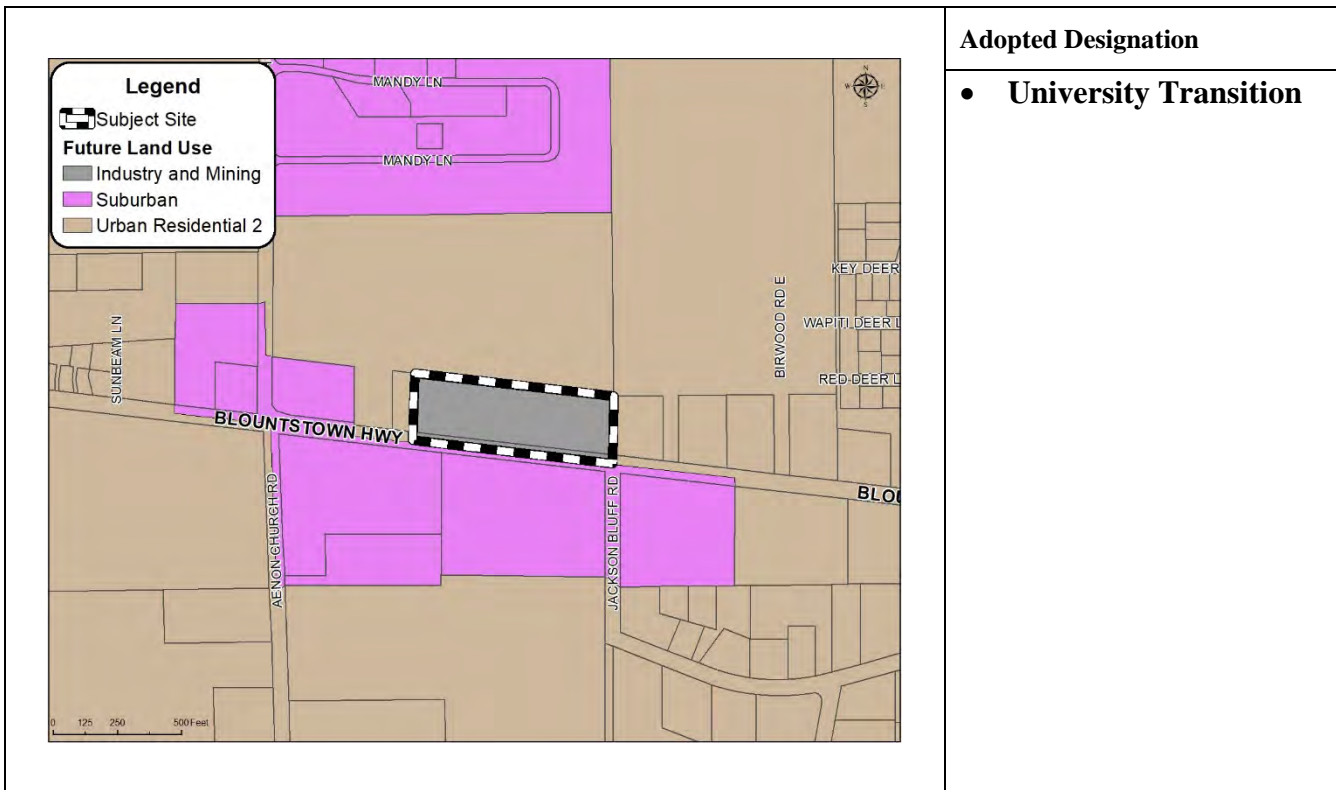 Adopted Designation
• University Transition
Legend
Subject Site
Future Land Use
Industry and Mining
Suburban
Urban Residential 2
MANDY LN
N
W E
S
MANDY LN
KEY DEER
SUNBEAM LN
BIRWOOD RD E
WAPITI DEER L
RED DEER L
BLOUNTSTOWN HWY
BLOU
AENON CHURCH RD
JACKSON BLUFF RD
0 125 250 500 Feet